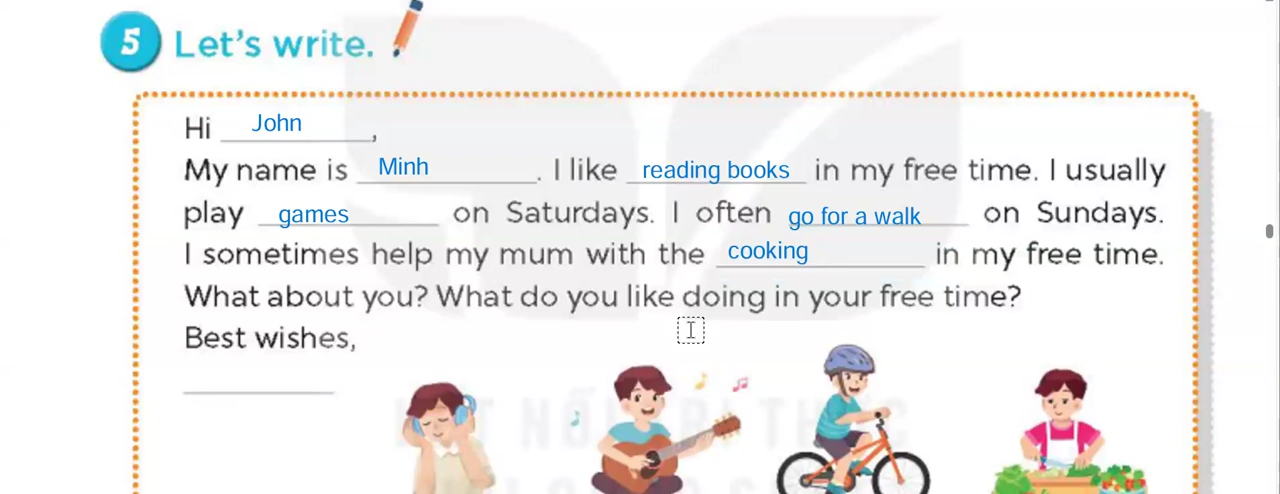 5 Let's write.
Hi John,
My name is Minh. I like reading books in my free time. I usually
play games on Saturdays. I often go for a walk on Sundays.
I sometimes help my mum with the cooking in my free time.
What about you? What do you like doing in your free time?
Best wishes,